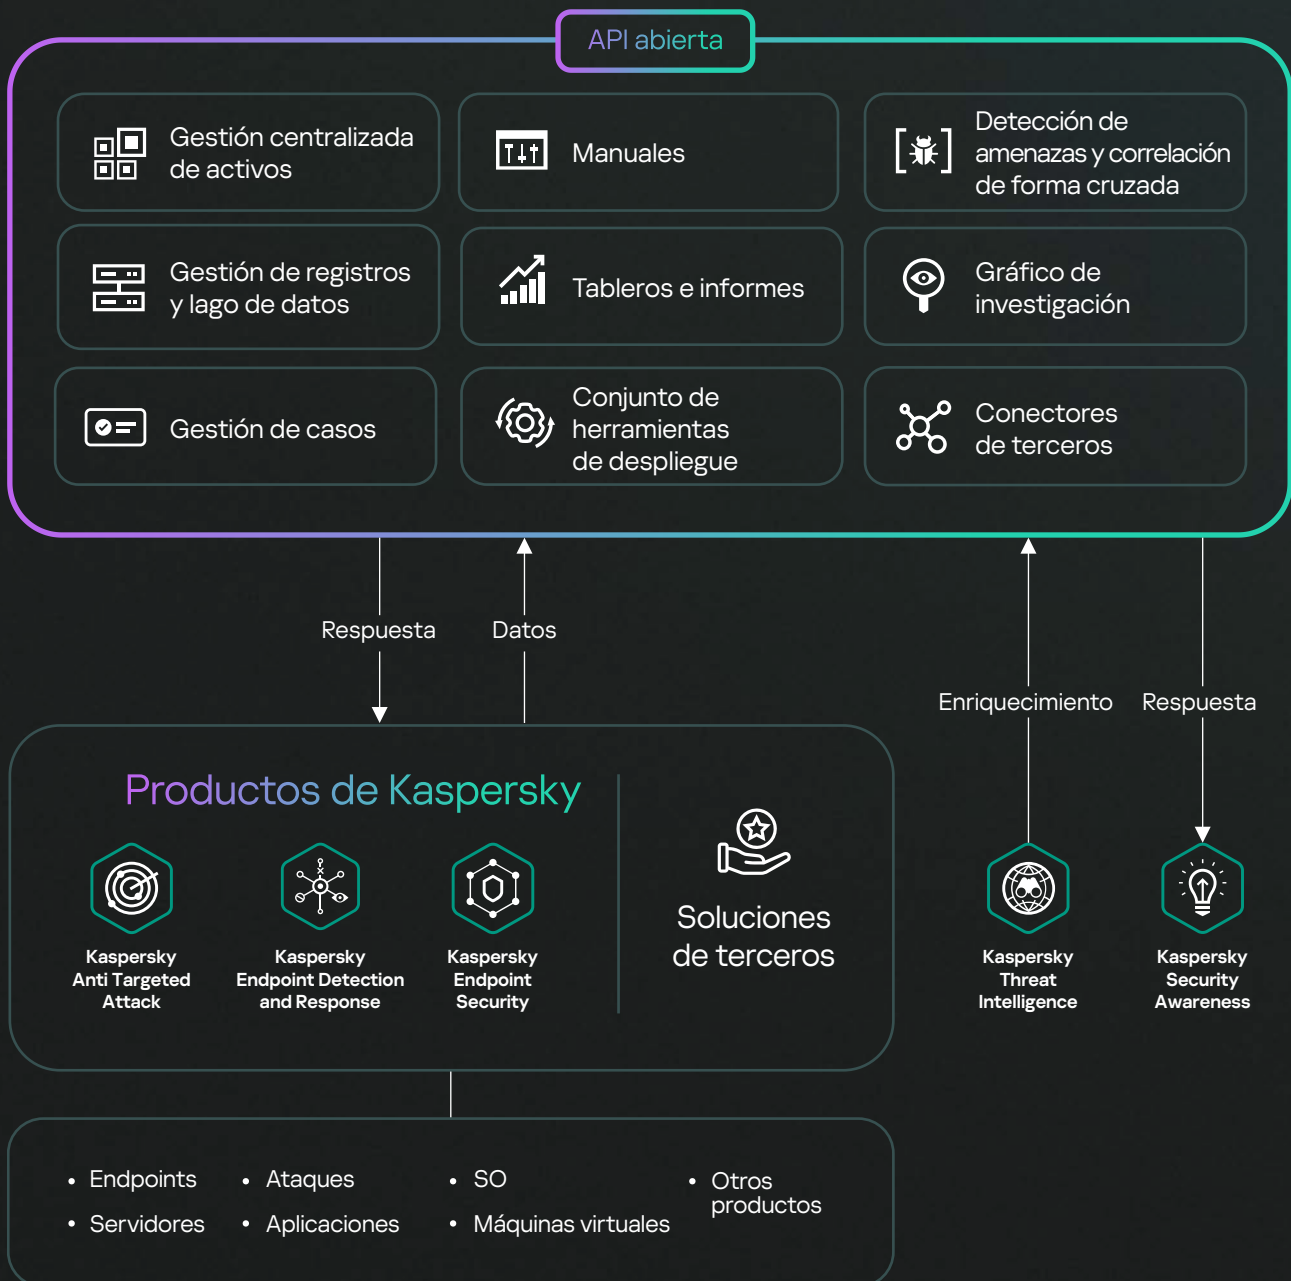 API abierta
Gestión centralizada
de activos
Manuales
Detección de
amenazas y correlación
de forma cruzada
Gestión de registros
y lago de datos
Tableros e informes
Gráfico de
investigación
Gestión de casos
Conjunto de
herramientas
de despliegue
Conectores
de terceros
Respuesta
Datos
Enriquecimiento
Respuesta
Productos de Kaspersky
Kaspersky
Anti Targeted
Attack
Kaspersky
Endpoint Detection
and Response
Kaspersky
Endpoint
Security
Soluciones
de terceros
Kaspersky
Threat
Intelligence
Kaspersky
Security
Awareness
• Endpoints
• Servidores
• Ataques
• Aplicaciones
• SO
• Máquinas virtuales
• Otros
productos